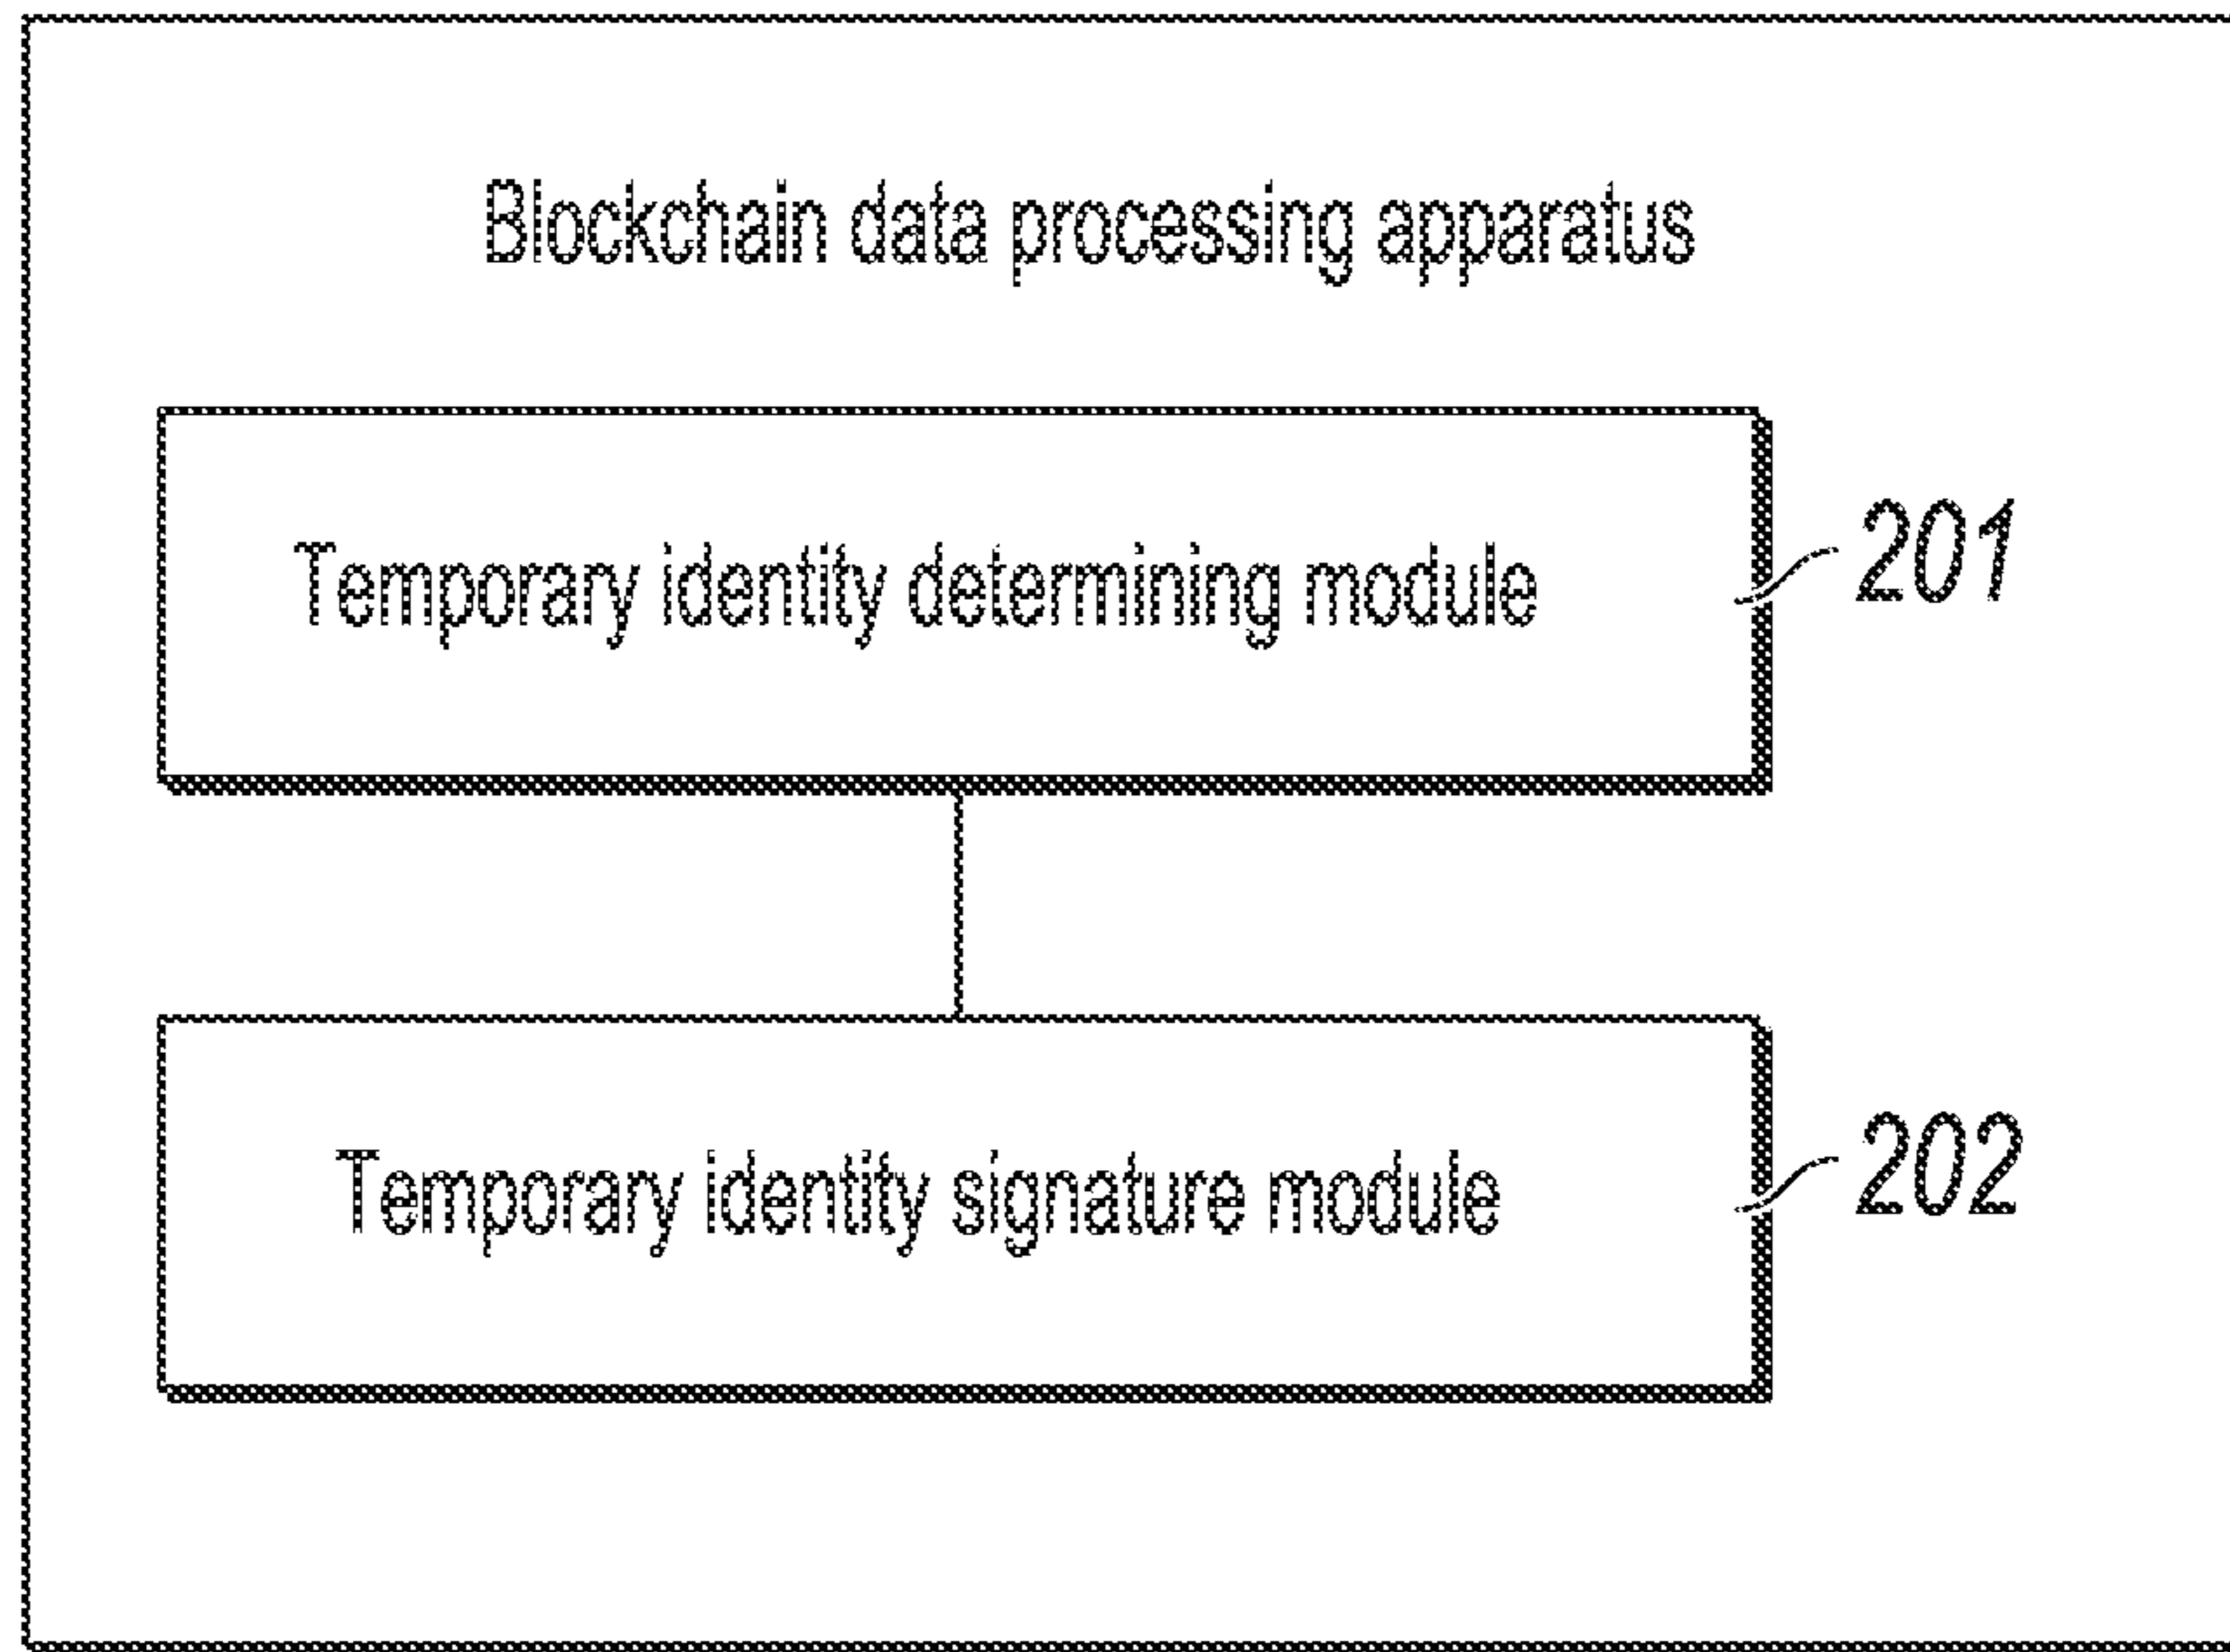 Blockchain data processing apparatus
Temporary identity determining module
201
Temporary identity signature module
202